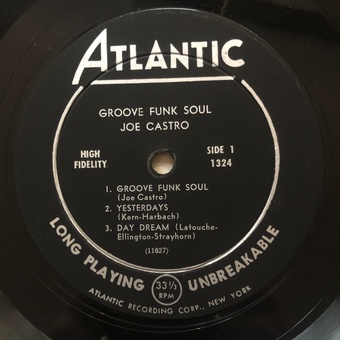 ATLANTIC
GROOVE FUNK SOUL
JOE CASTRO
HIGH
FIDELITY
SIDE 1
1324
1. GROOVE FUNK SOUL
(Joe Castro)
2. YESTERDAYS
(Kern-Harbach)
3. DAY DREAM (Latouche-
Ellington-Strayhorn)
(11027)
LONG PLAYING UNBREAKABLE
33⅓
RPM
ATLANTIC RECORDING CORP., NEW YORK